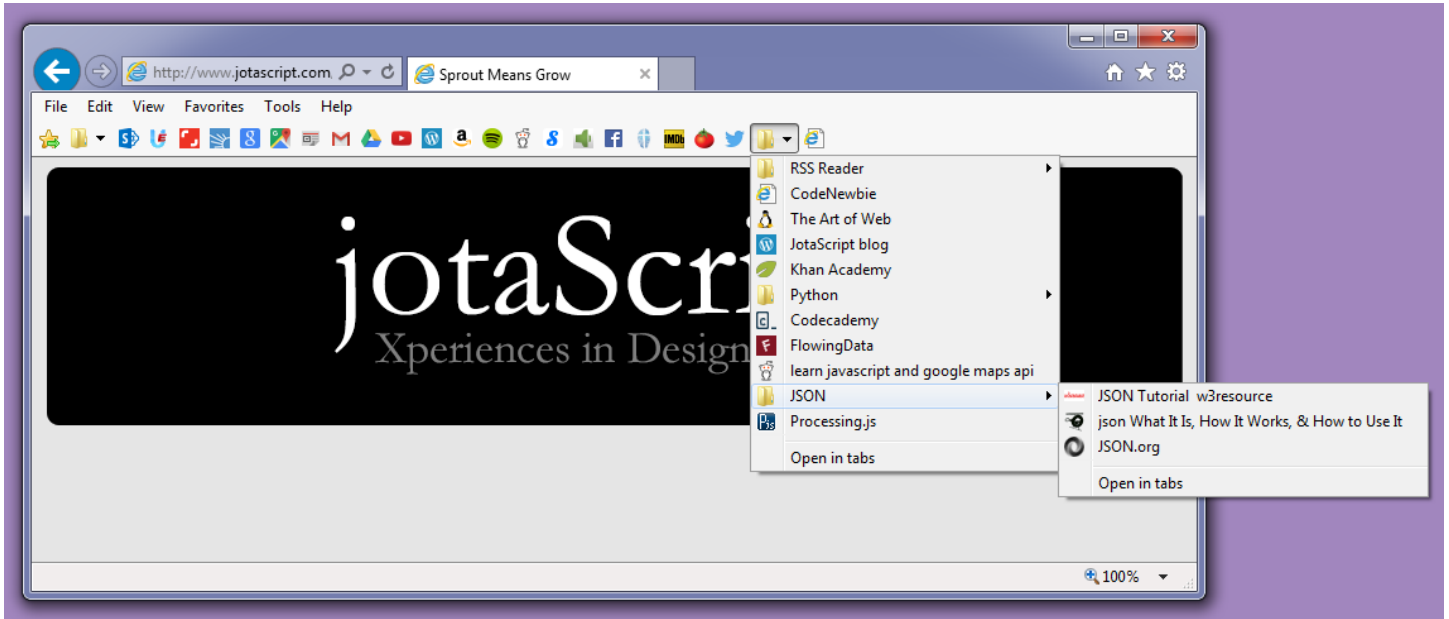 http://www.jotascript.com
Sprout Means Grow
File Edit View Favorites Tools Help
IMDb
RSS Reader
CodeNewbie
The Art of Web
JotaScript blog
Khan Academy
Python
Codecademy
FlowingData
learn javascript and google maps api
JSON
Processing.js
Open in tabs
JSON Tutorial w3resource
json What It Is, How It Works, & How to Use It
JSON.org
Open in tabs
jotaScri
Xperiences in Design
100%